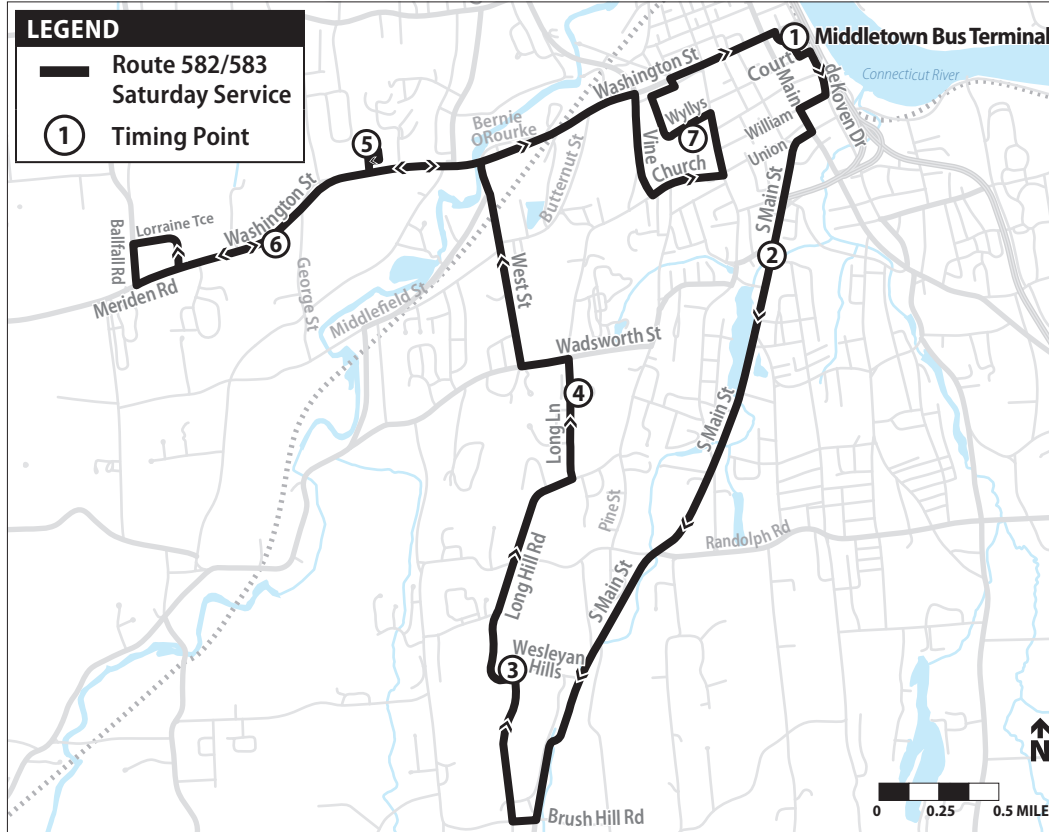 LEGEND
Route 582/583
Saturday Service
1
Timing Point
1
Middletown Bus Terminal
Washington St
Court
Main
deKoven Dr
Connecticut River
Bernie
ORourke
Wyllys
William
5
Butternut St
Vine
7
Union
Church
S Main St
Washington St
Lorraine Tce
Ballfall Rd
6
2
Meriden Rd
George St
West St
Middlefield St
Wadsworth St
4
Long Ln
S Main St
Pine St
Randolph Rd
Long Hill Rd
S Main St
Wesleyan
Hills
3
N
Brush Hill Rd
0 0.25 0.5 MILE